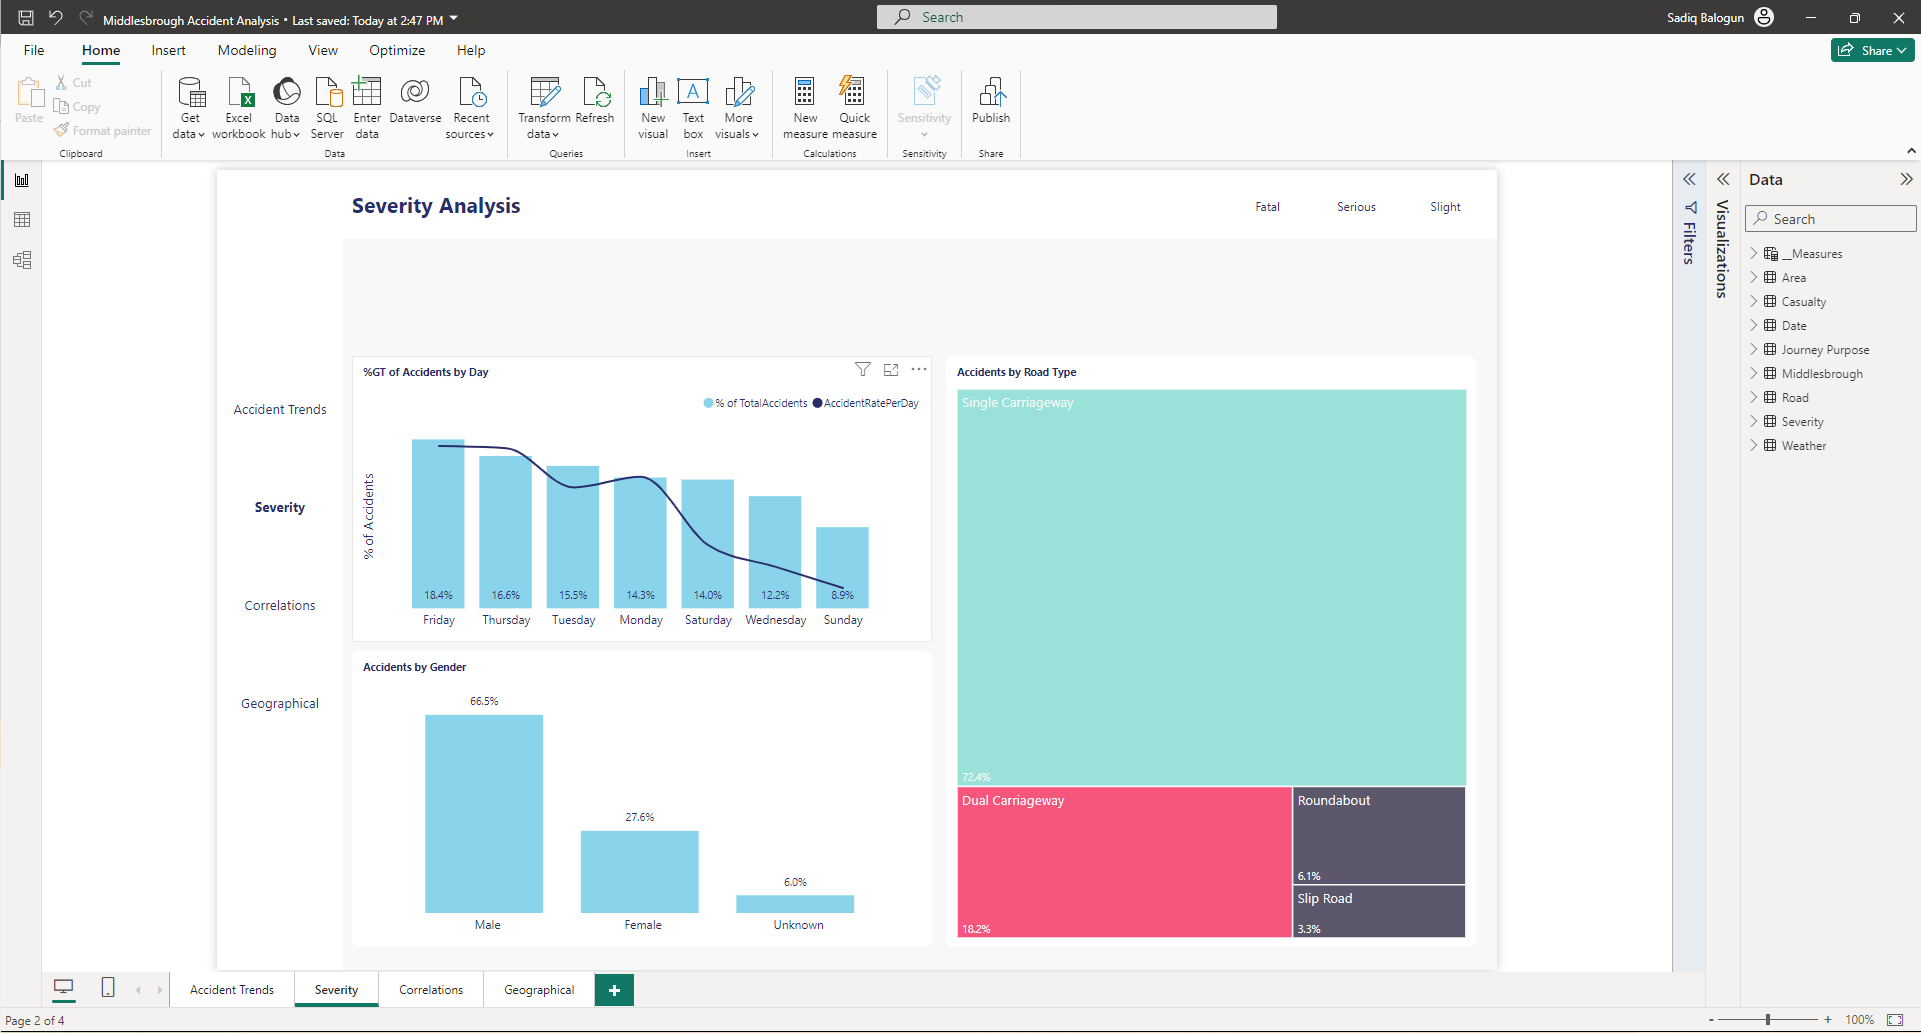 Middlesbrough Accident Analysis • Last saved: Today at 2:47 PM
Search
Sadiq Balogun
File Home Insert Modeling View Optimize Help
Share
Paste
Cut
Copy
Format painter
Clipboard
Get data
Excel workbook
Data hub
SQL Server
Enter data
Dataverse
Recent sources
Data
Transform data
Refresh
Queries
New visual
Text box
More visuals
Insert
New measure
Quick measure
Calculations
Sensitivity
Sensitivity
Publish
Share
Severity Analysis
Fatal Serious Slight
Accident Trends
Severity
Correlations
Geographical
%GT of Accidents by Day
% of TotalAccidents AccidentRatePerDay
% of Accidents
18.4% 16.6% 15.5% 14.3% 14.0% 12.2% 8.9%
Friday Thursday Tuesday Monday Saturday Wednesday Sunday
Accidents by Gender
66.5%
27.6%
6.0%
Male Female Unknown
Accidents by Road Type
Single Carriageway
72.4%
Dual Carriageway
18.2%
Roundabout
6.1%
Slip Road
3.3%
Filters
Visualizations
Data
Search
__Measures
Area
Casualty
Date
Journey Purpose
Middlesbrough
Road
Severity
Weather
Accident Trends Severity Correlations Geographical +
Page 2 of 4
- + 100%